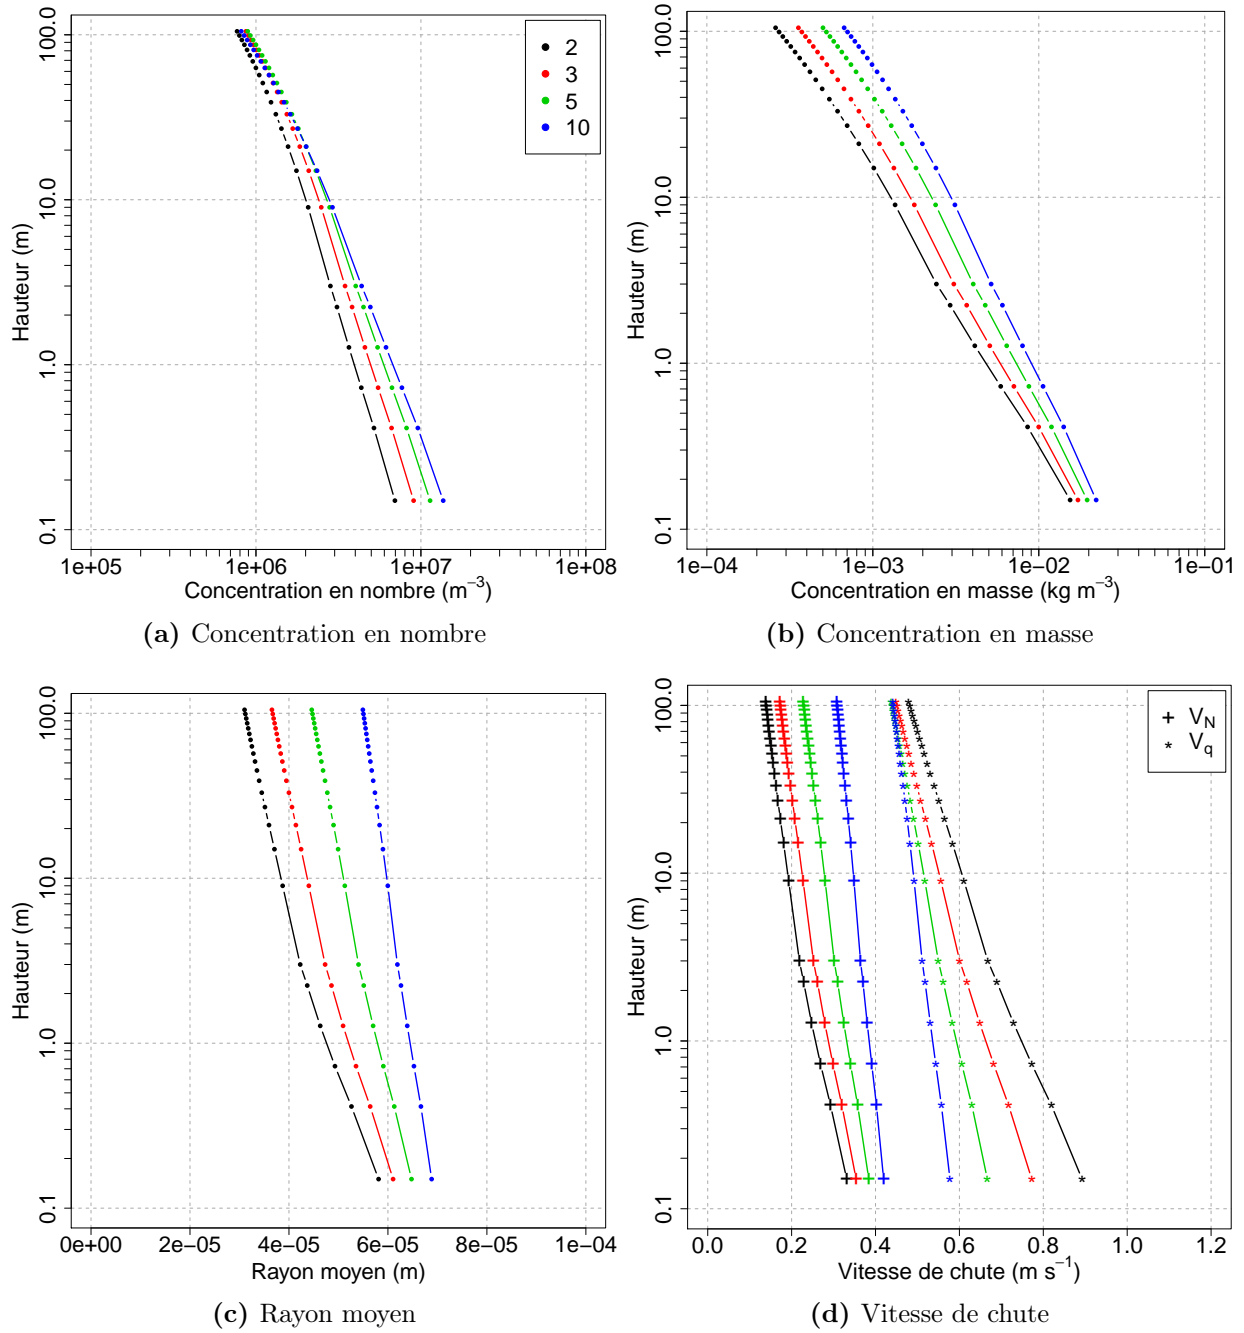 100.0
10.0
1.0
0.1
Hauteur (m)
2
3
5
10
1e+05
1e+06
1e+07
1e+08
Concentration en nombre (m⁻³)
(a) Concentration en nombre
100.0
10.0
1.0
0.1
Hauteur (m)
1e-04
1e-03
1e-02
1e-01
Concentration en masse (kg m⁻³)
(b) Concentration en masse
100.0
10.0
1.0
0.1
Hauteur (m)
0e+00
2e-05
4e-05
6e-05
8e-05
1e-04
Rayon moyen (m)
(c) Rayon moyen
100.0
10.0
1.0
0.1
Hauteur (m)
+ V_N
* V_q
0.0
0.2
0.4
0.6
0.8
1.0
1.2
Vitesse de chute (m s⁻¹)
(d) Vitesse de chute